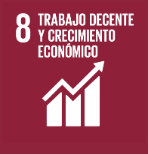 8 TRABAJO DECENTE
Y CRECIMIENTO
ECONÓMICO